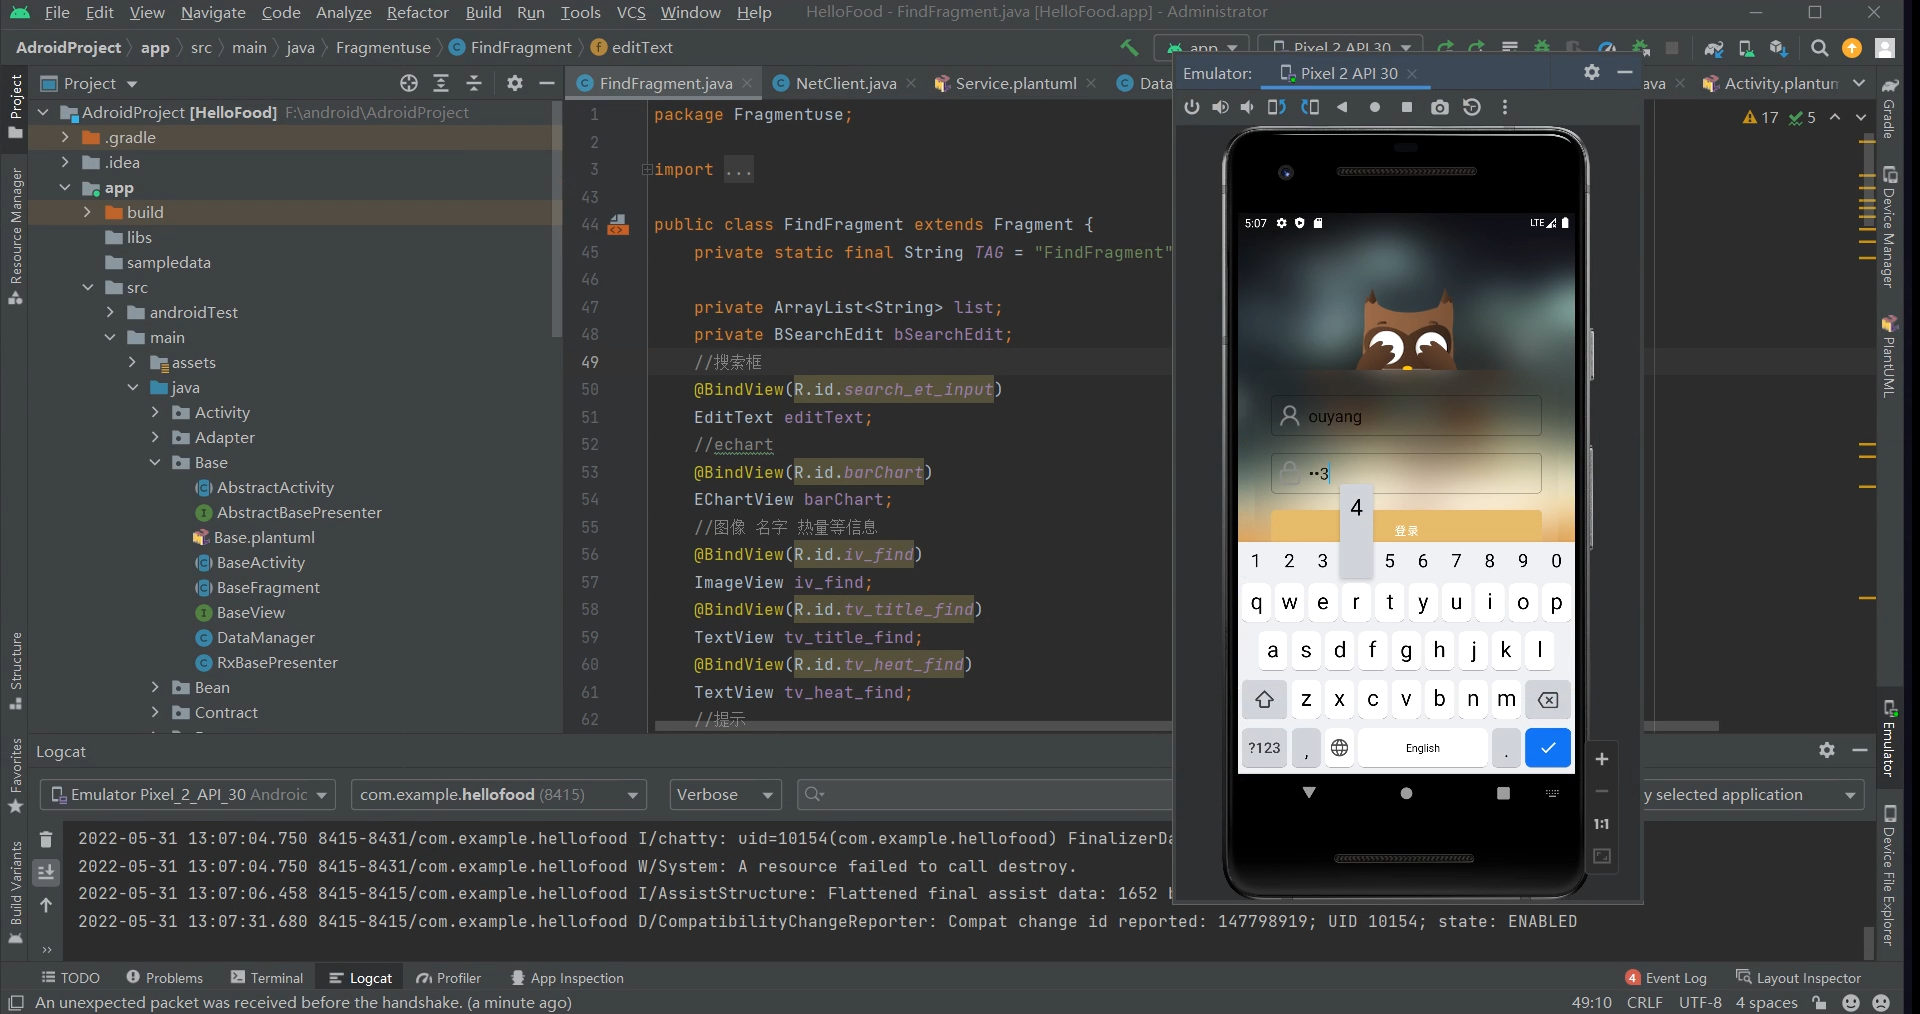 File Edit View Navigate Code Analyze Refactor Build Run Tools VCS Window Help HelloFood - FindFragment.java [HelloFood.app] - Administrator
AdroidProject app src main java Fragmentuse FindFragment editText
app Pixel 2 API 30
Project
FindFragment.java NetClient.java Service.plantuml Data
Activity.plantum
AdroidProject [HelloFood] F:\android\AdroidProject
.gradle
.idea
app
build
libs
sampledata
src
androidTest
main
assets
java
Activity
Adapter
Base
AbstractActivity
AbstractBasePresenter
Base.plantuml
BaseActivity
BaseFragment
BaseView
DataManager
RxBasePresenter
Bean
Contract
1 package Fragmentuse;
2
3 import ...
43
44 public class FindFragment extends Fragment {
45 private static final String TAG = "FindFragment"
46
47 private ArrayList<String> list;
48 private BSearchEdit bSearchEdit;
49 //搜索框
50 @BindView(R.id.search_et_input)
51 EditText editText;
52 //echart
53 @BindView(R.id.barChart)
54 EChartView barChart;
55 //图像 名字 热量等信息
56 @BindView(R.id.iv_find)
57 ImageView iv_find;
58 @BindView(R.id.tv_title_find)
59 TextView tv_title_find;
60 @BindView(R.id.tv_heat_find)
61 TextView tv_heat_find;
62 //提示
17 5
Emulator: Pixel 2 API 30
5:07 LTE
ouyang
••3
4
登录
1 2 3 5 6 7 8 9 0
q w e r t y u i o p
a s d f g h j k l
z x c v b n m
?123 , English .
1:1
Project
Resource Manager
Structure
Favorites
Build Variants
Gradle
Device Manager
PlantUML
Emulator
Device File Explorer
Logcat
Emulator Pixel_2_API_30 Androic com.example.hellofood (8415) Verbose y selected application
2022-05-31 13:07:04.750 8415-8431/com.example.hellofood I/chatty: uid=10154(com.example.hellofood) FinalizerDa
2022-05-31 13:07:04.750 8415-8431/com.example.hellofood W/System: A resource failed to call destroy.
2022-05-31 13:07:06.458 8415-8415/com.example.hellofood I/AssistStructure: Flattened final assist data: 1652 b
2022-05-31 13:07:31.680 8415-8415/com.example.hellofood D/CompatibilityChangeReporter: Compat change id reported: 147798919; UID 10154; state: ENABLED
TODO Problems Terminal Logcat Profiler App Inspection 4 Event Log Layout Inspector
An unexpected packet was received before the handshake. (a minute ago) 49:10 CRLF UTF-8 4 spaces